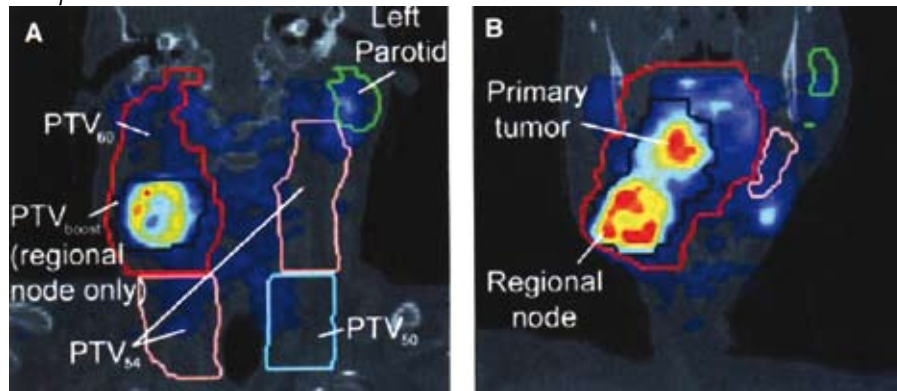 A
Left
Parotid
PTV60
PTVboost
(regional
node only)
PTV54
PTV50
B
Primary
tumor
Regional
node